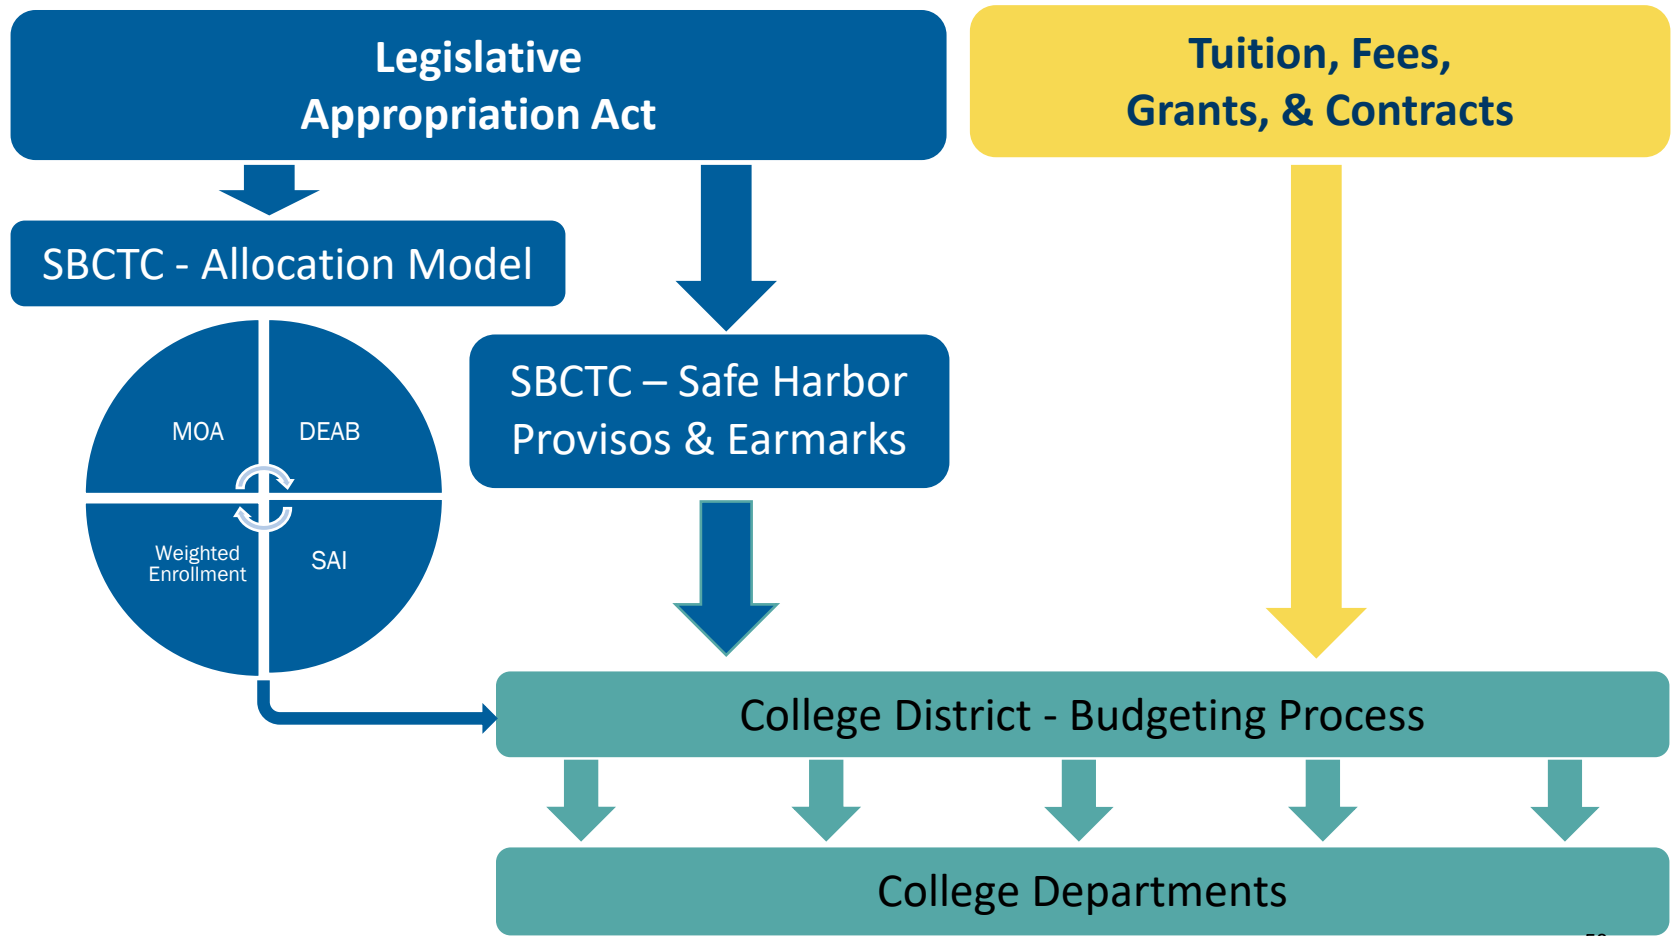 Legislative
Appropriation Act
Tuition, Fees,
Grants, & Contracts
SBCTC - Allocation Model
SBCTC – Safe Harbor
Provisos & Earmarks
MOA
DEAB
Weighted
Enrollment
SAI
College District - Budgeting Process
College Departments